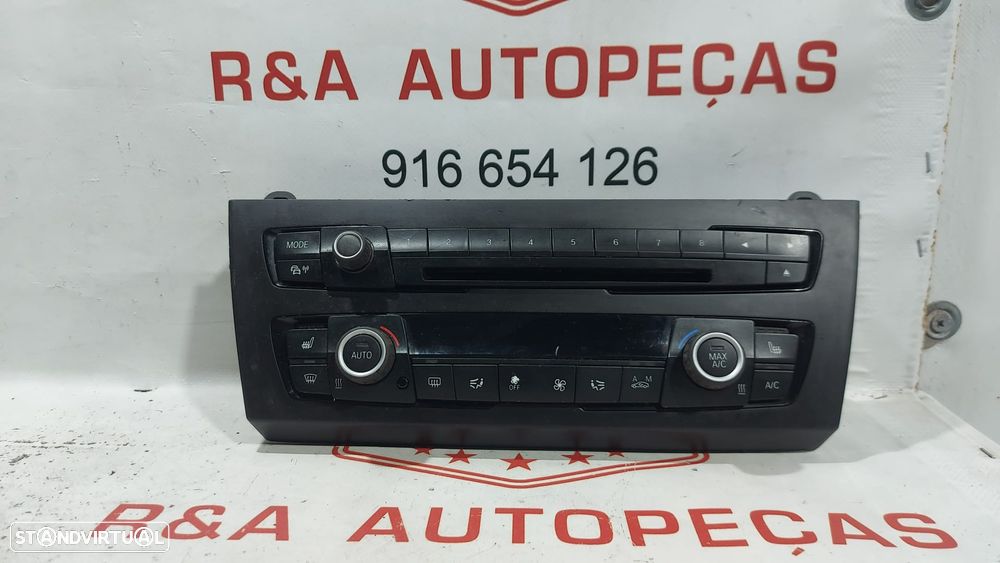 R&A AUTOPEÇAS
916 654 126
MODE 1 2 3 4 5 6 7 8
AUTO MAX A/C
OFF A M A/C
R&A AUTOPEÇAS
STANDVIRTUAL